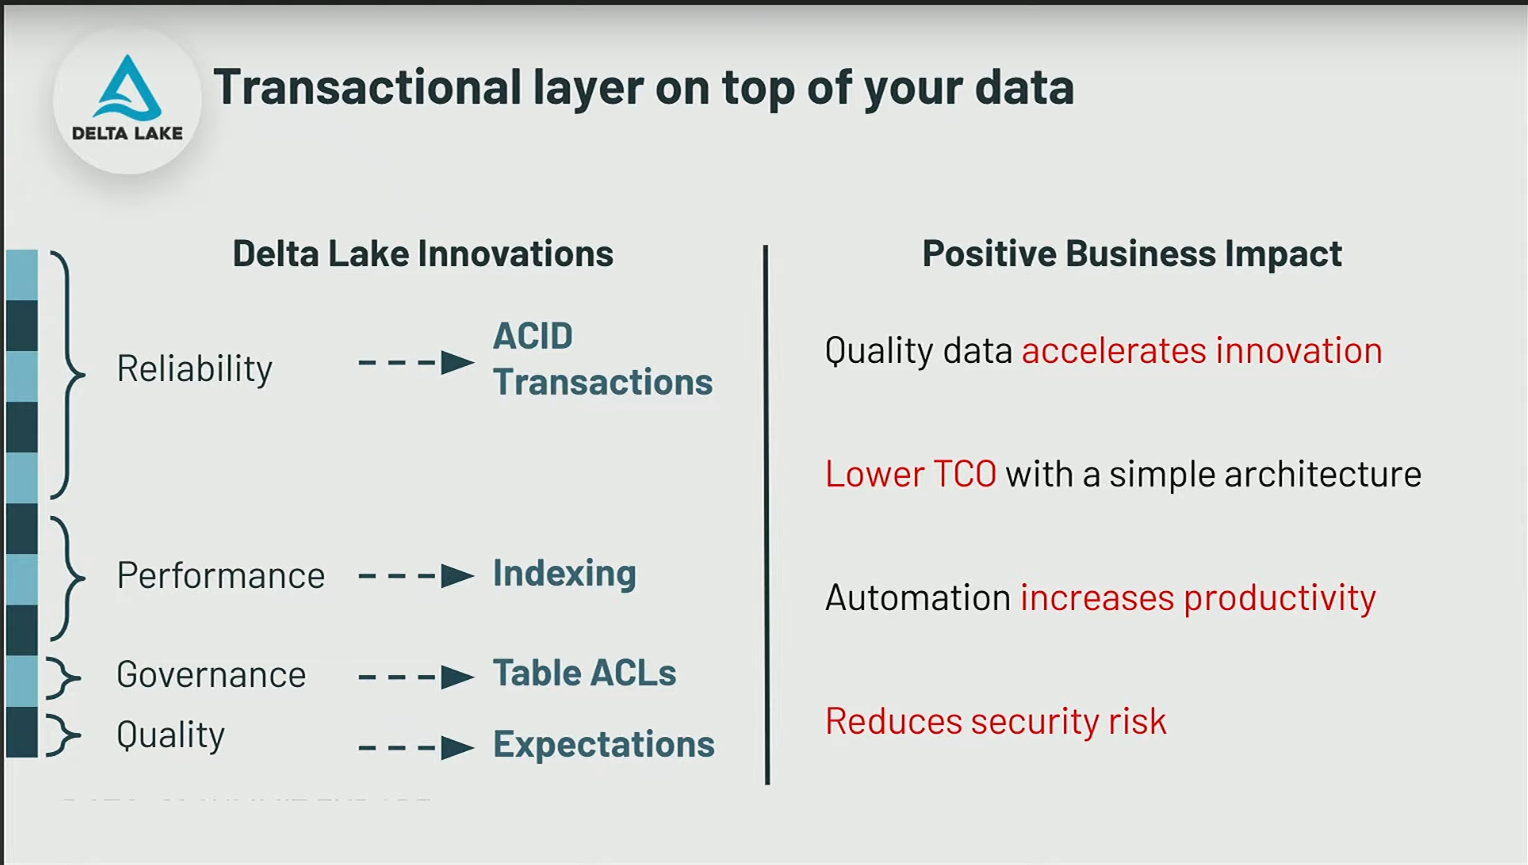 DELTA LAKE
Transactional layer on top of your data
Delta Lake Innovations
Reliability
ACID
Transactions
Performance
Indexing
Governance
Table ACLs
Quality
Expectations
Positive Business Impact
Quality data accelerates innovation
Lower TCO with a simple architecture
Automation increases productivity
Reduces security risk